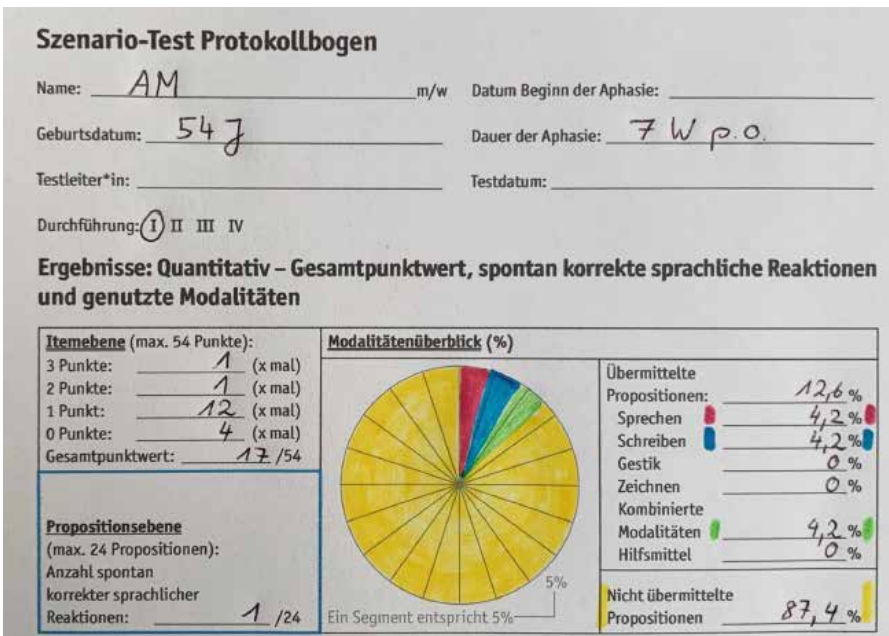 Szenario-Test Protokollbogen
Name: AM m/w Datum Beginn der Aphasie:
Geburtsdatum: 54 J Dauer der Aphasie: 7 W p.o.
Testleiter*in: Testdatum:
Durchführung: I II III IV
Ergebnisse: Quantitativ – Gesamtpunktwert, spontan korrekte sprachliche Reaktionen
und genutzte Modalitäten
Itemebene (max. 54 Punkte):
3 Punkte: 1 (x mal)
2 Punkte: 1 (x mal)
1 Punkt: 12 (x mal)
0 Punkte: 4 (x mal)
Gesamtpunktwert: 17 /54
Propositionsebene
(max. 24 Propositionen):
Anzahl spontan
korrekter sprachlicher
Reaktionen: 1 /24
Modalitätenüberblick (%)
5%
Ein Segment entspricht 5%
Übermittelte
Propositionen: 12,6 %
Sprechen 4,2 %
Schreiben 4,2 %
Gestik 0 %
Zeichnen 0 %
Kombinierte
Modalitäten 4,2 %
Hilfsmittel 0 %
Nicht übermittelte
Propositionen 87,4 %